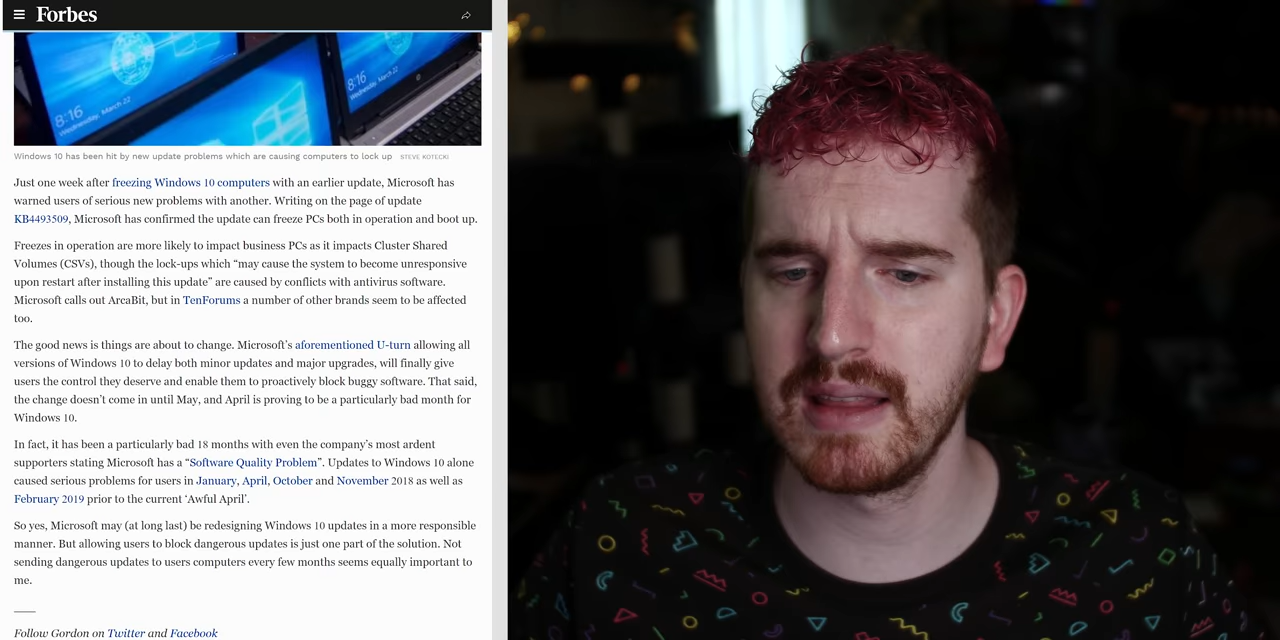 Forbes
8:16
Wednesday, March 22
8:16
Wednesday, March 22
Windows 10 has been hit by new update problems which are causing computers to lock up STEVE KOTECKI
Just one week after freezing Windows 10 computers with an earlier update, Microsoft has
warned users of serious new problems with another. Writing on the page of update
KB4493509, Microsoft has confirmed the update can freeze PCs both in operation and boot up.
Freezes in operation are more likely to impact business PCs as it impacts Cluster Shared
Volumes (CSVs), though the lock-ups which “may cause the system to become unresponsive
upon restart after installing this update” are caused by conflicts with antivirus software.
Microsoft calls out ArcaBit, but in TenForums a number of other brands seem to be affected
too.
The good news is things are about to change. Microsoft’s aforementioned U-turn allowing all
versions of Windows 10 to delay both minor updates and major upgrades, will finally give
users the control they deserve and enable them to proactively block buggy software. That said,
the change doesn’t come in until May, and April is proving to be a particularly bad month for
Windows 10.
In fact, it has been a particularly bad 18 months with even the company’s most ardent
supporters stating Microsoft has a “Software Quality Problem”. Updates to Windows 10 alone
caused serious problems for users in January, April, October and November 2018 as well as
February 2019 prior to the current ‘Awful April’.
So yes, Microsoft may (at long last) be redesigning Windows 10 updates in a more responsible
manner. But allowing users to block dangerous updates is just one part of the solution. Not
sending dangerous updates to users computers every few months seems equally important to
me.
Follow Gordon on Twitter and Facebook